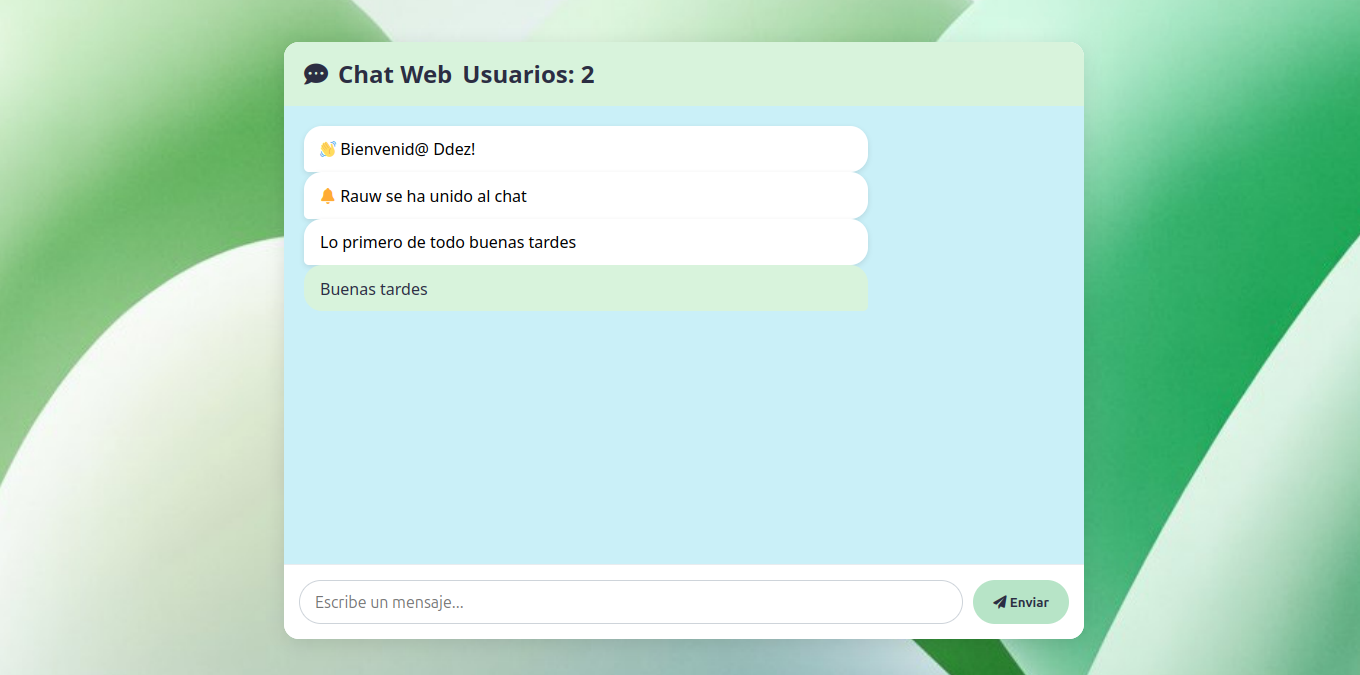 Chat Web Usuarios: 2
👋 Bienvenid@ Ddez!
🔔 Rauw se ha unido al chat
Lo primero de todo buenas tardes
Buenas tardes
Escribe un mensaje...
Enviar